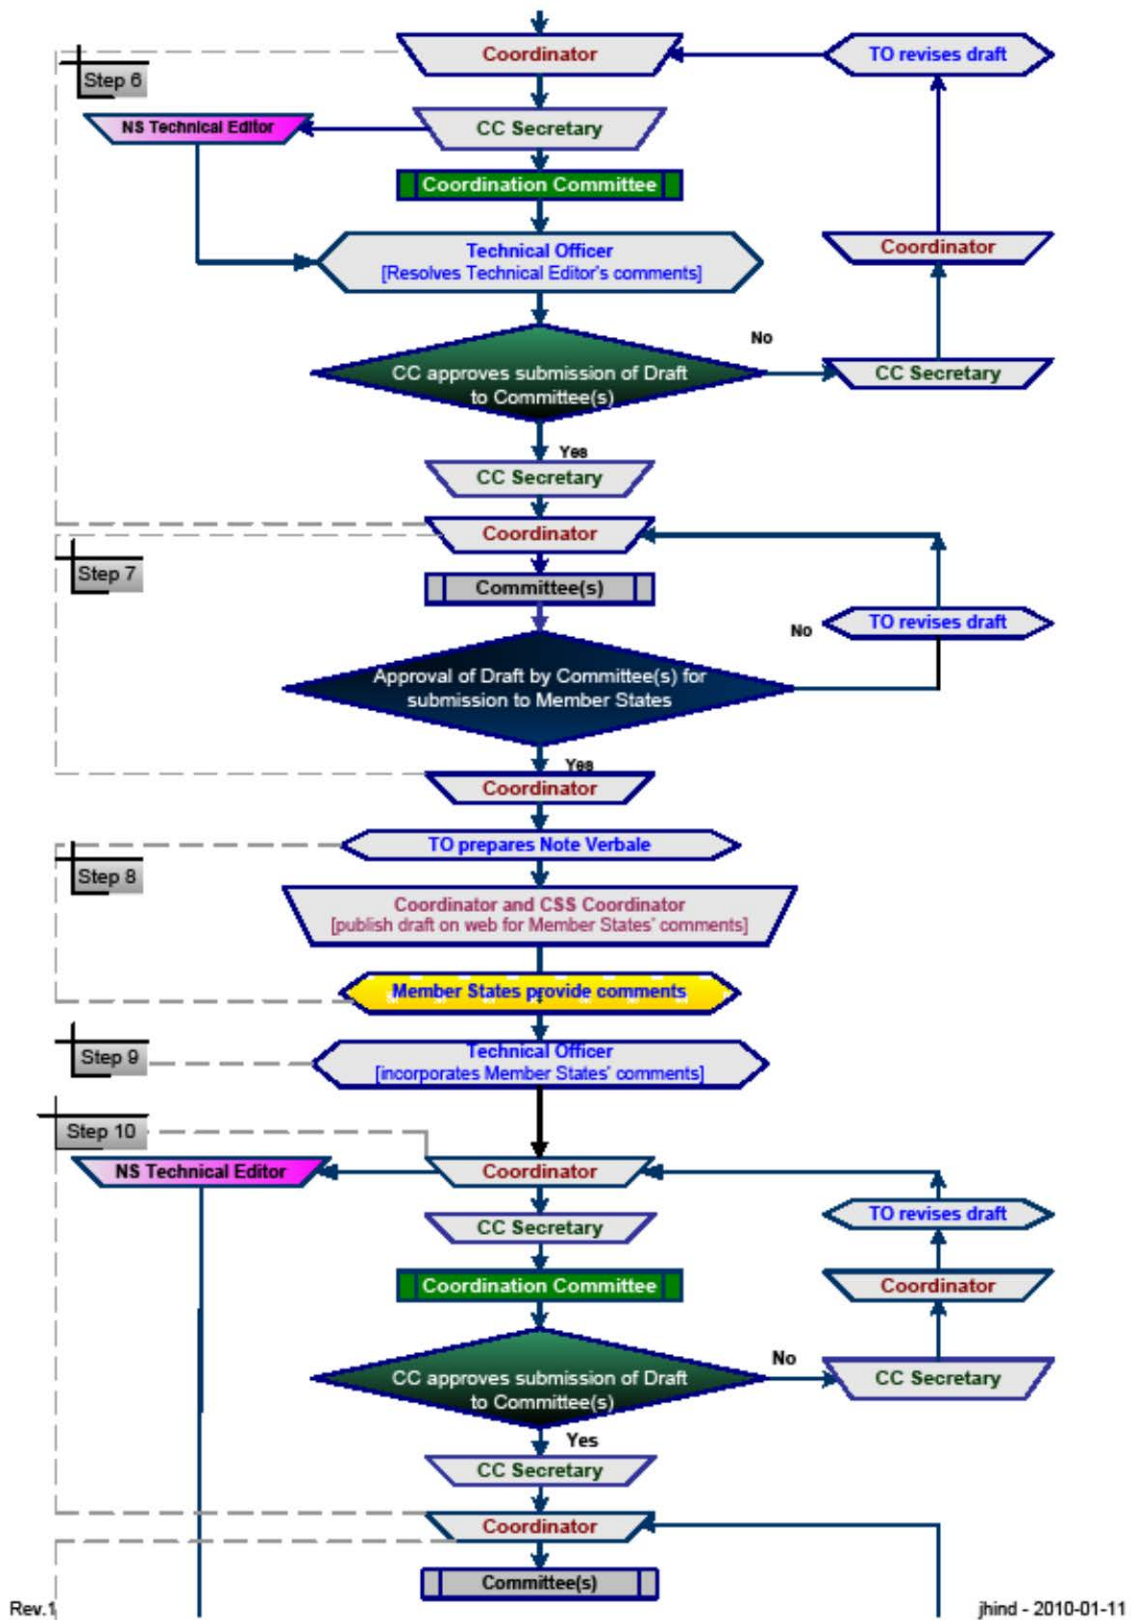 Coordinator
TO revises draft
Step 6
NS Technical Editor
CC Secretary
Coordination Committee
Technical Officer
[Resolves Technical Editor's comments]
Coordinator
No
CC approves submission of Draft
to Committee(s)
CC Secretary
Yes
CC Secretary
Coordinator
Step 7
Committee(s)
TO revises draft
No
Approval of Draft by Committee(s) for
submission to Member States
Yes
Coordinator
TO prepares Note Verbale
Step 8
Coordinator and CSS Coordinator
[publish draft on web for Member States' comments]
Member States provide comments
Step 9
Technical Officer
[incorporates Member States' comments]
Step 10
NS Technical Editor
Coordinator
TO revises draft
CC Secretary
Coordination Committee
Coordinator
No
CC approves submission of Draft
to Committee(s)
CC Secretary
Yes
CC Secretary
Coordinator
Committee(s)
Rev.1
jhind - 2010-01-11